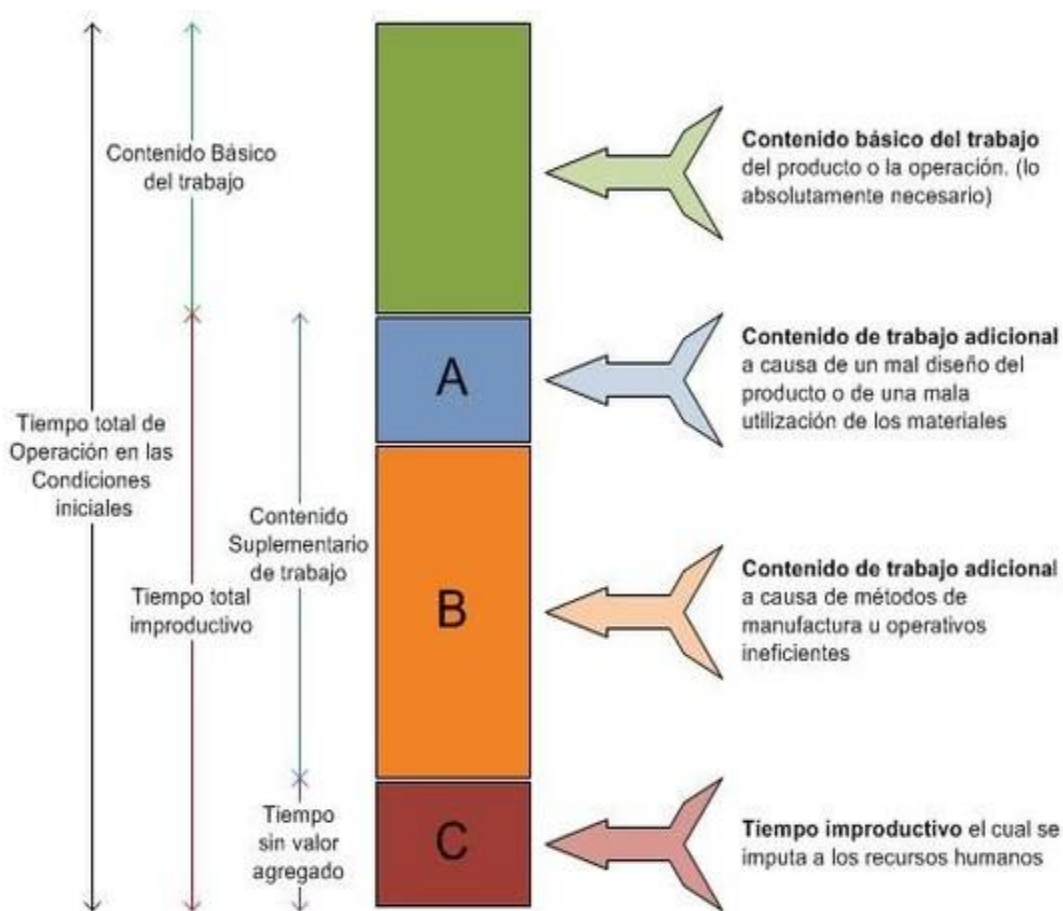 Contenido Básico
del trabajo
Tiempo total de
Operación en las
Condiciones
iniciales
Contenido
Suplementario
de trabajo
Tiempo total
improductivo
Tiempo
sin valor
agregado
A
B
C
Contenido básico del trabajo
del producto o la operación. (lo
absolutamente necesario)
Contenido de trabajo adicional
a causa de un mal diseño del
producto o de una mala
utilización de los materiales
Contenido de trabajo adicional
a causa de métodos de
manufactura u operativos
ineficientes
Tiempo improductivo el cual se
imputa a los recursos humanos